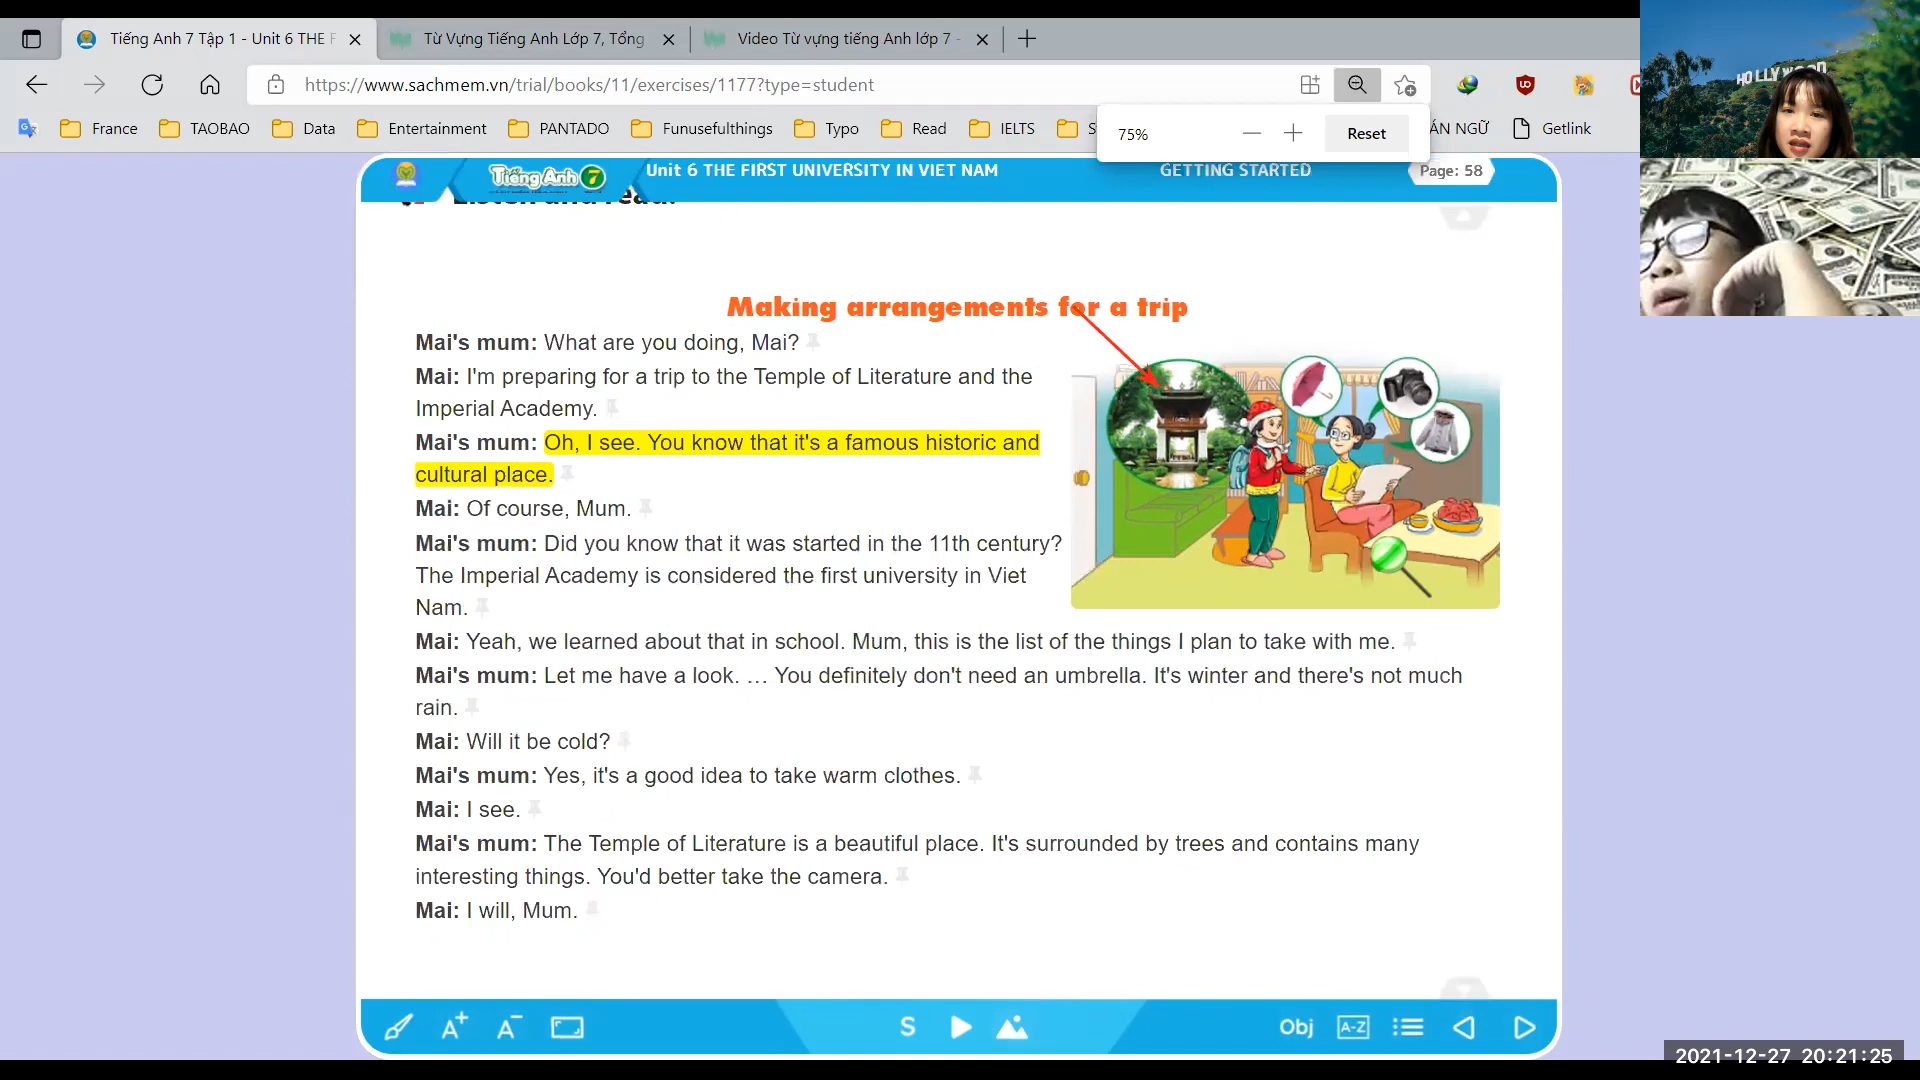 Tiếng Anh 7 Tập 1 - Unit 6 THE F
Từ Vựng Tiếng Anh Lớp 7, Tổng
Video Từ vựng tiếng Anh lớp 7 -
https://www.sachmem.vn/trial/books/11/exercises/1177?type=student
France
TAOBAO
Data
Entertainment
PANTADO
Funusefulthings
Typo
Read
IELTS
S
ÁN NGỮ
Getlink
75%
Reset
HOLLYWOOD
Tiếng Anh 7
Unit 6 THE FIRST UNIVERSITY IN VIET NAM
GETTING STARTED
Page: 58
Listen and read.
Making arrangements for a trip
Mai's mum: What are you doing, Mai?
Mai: I'm preparing for a trip to the Temple of Literature and the
Imperial Academy.
Mai's mum: Oh, I see. You know that it's a famous historic and
cultural place.
Mai: Of course, Mum.
Mai's mum: Did you know that it was started in the 11th century?
The Imperial Academy is considered the first university in Viet
Nam.
Mai: Yeah, we learned about that in school. Mum, this is the list of the things I plan to take with me.
Mai's mum: Let me have a look. … You definitely don't need an umbrella. It's winter and there's not much
rain.
Mai: Will it be cold?
Mai's mum: Yes, it's a good idea to take warm clothes.
Mai: I see.
Mai's mum: The Temple of Literature is a beautiful place. It's surrounded by trees and contains many
interesting things. You'd better take the camera.
Mai: I will, Mum.
A+
A-
S
Obj
A-Z
2021-12-27 20:21:25